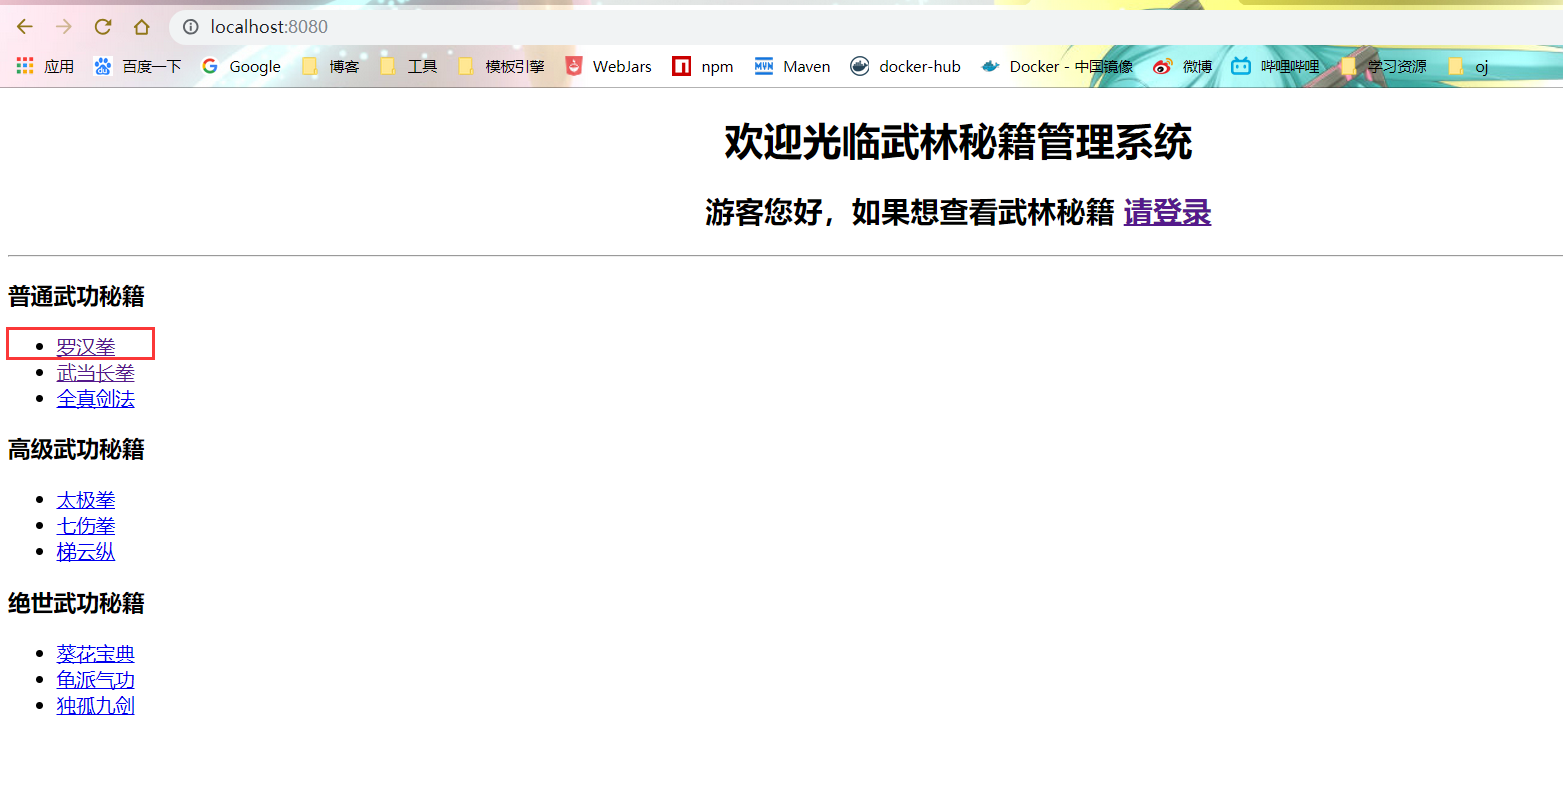 localhost:8080
应用 百度一下 Google 博客 工具 模板引擎 WebJars npm Maven docker-hub Docker - 中国镜像 微博 哔哩哔哩 学习资源 oj
欢迎光临武林秘籍管理系统
游客您好，如果想查看武林秘籍 请登录
普通武功秘籍
罗汉拳
武当长拳
全真剑法
高级武功秘籍
太极拳
七伤拳
梯云纵
绝世武功秘籍
葵花宝典
龟派气功
独孤九剑